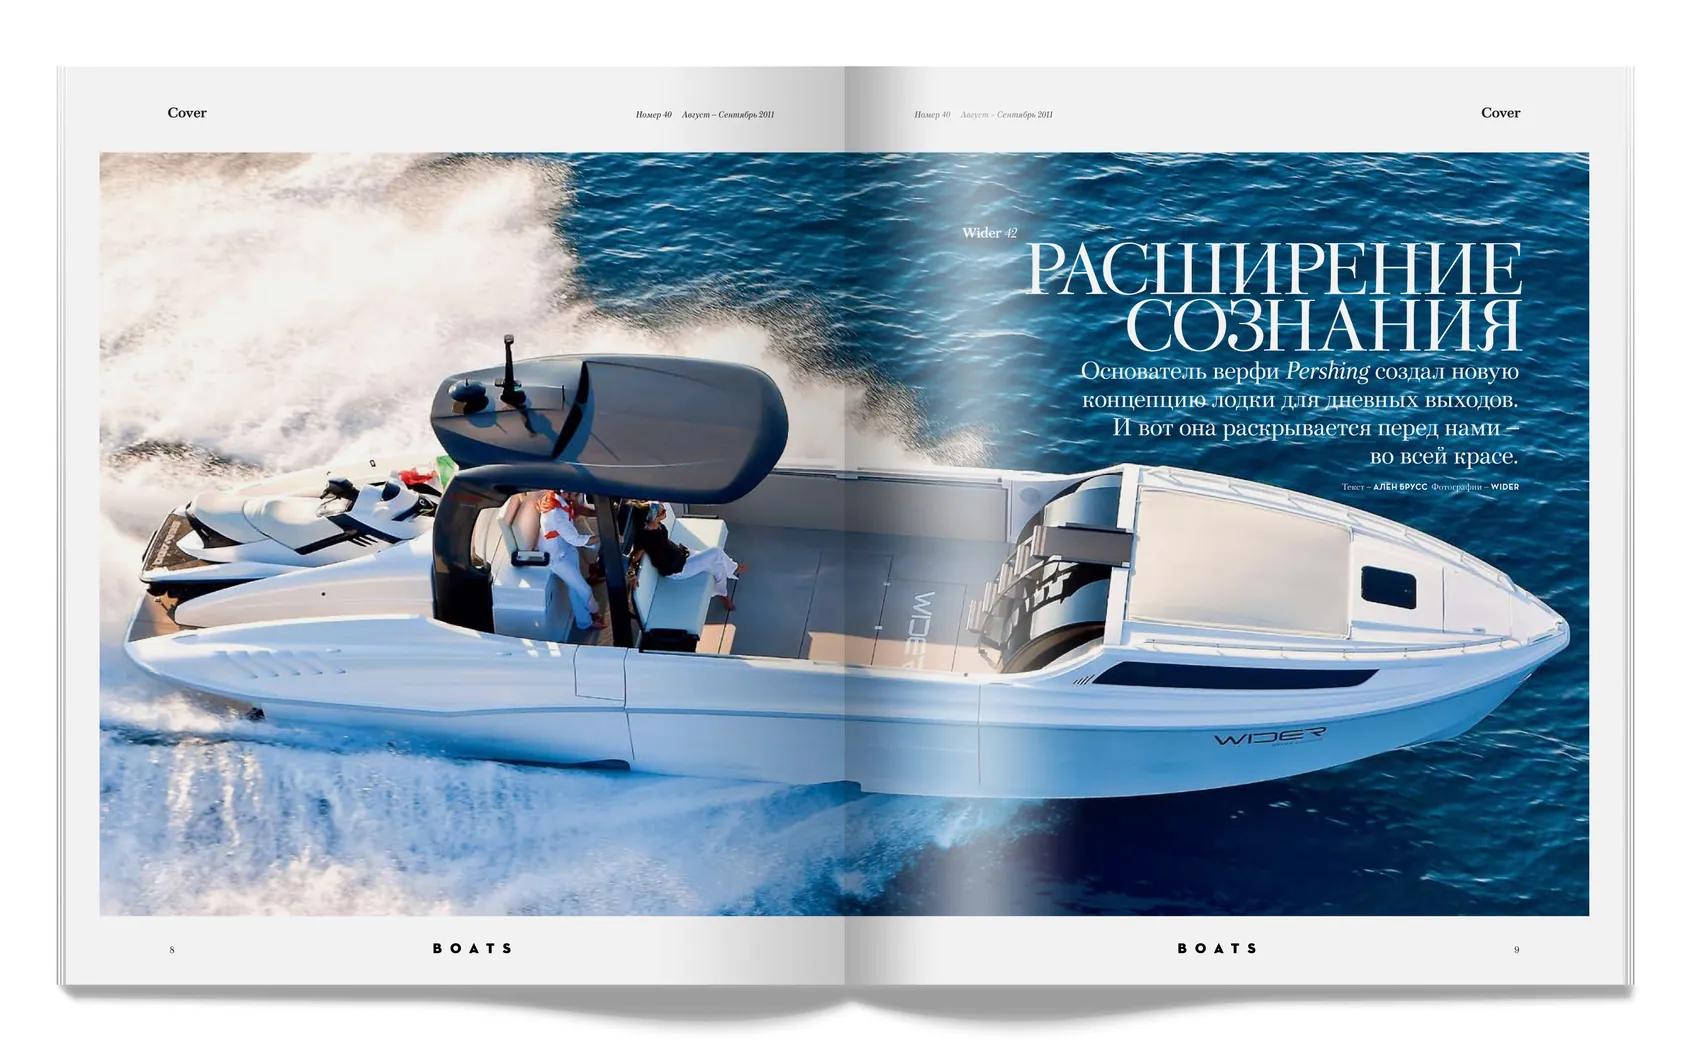 Cover
Номер 40 Август – Сентябрь 2011
Номер 40 Август – Сентябрь 2011
Cover
Wider 42
РАСШИРЕНИЕ
СОЗНАНИЯ
Основатель верфи Pershing создал новую
концепцию лодки для дневных выходов.
И вот она раскрывается перед нами –
во всей красе.
Текст – АЛЕН БРУСС Фотографии – WIDER
WIDER
WIDER
8
BOATS
BOATS
9